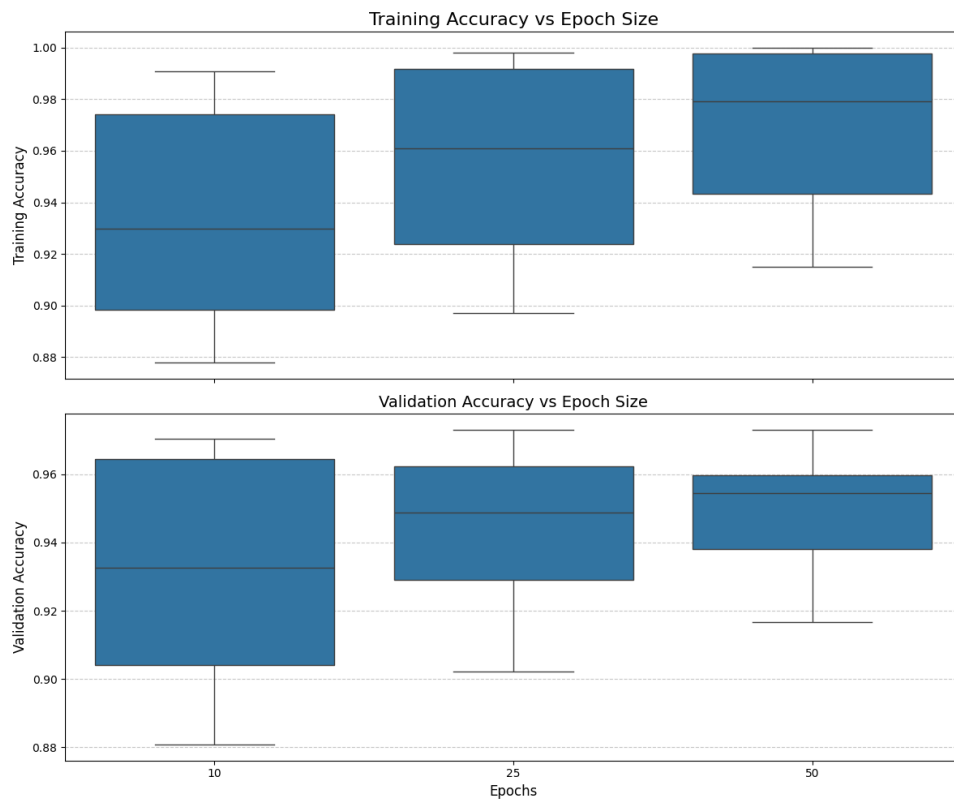 Training Accuracy vs Epoch Size
Training Accuracy
1.00
0.98
0.96
0.94
0.92
0.90
0.88
Validation Accuracy vs Epoch Size
Validation Accuracy
0.96
0.94
0.92
0.90
0.88
10 25 50
Epochs